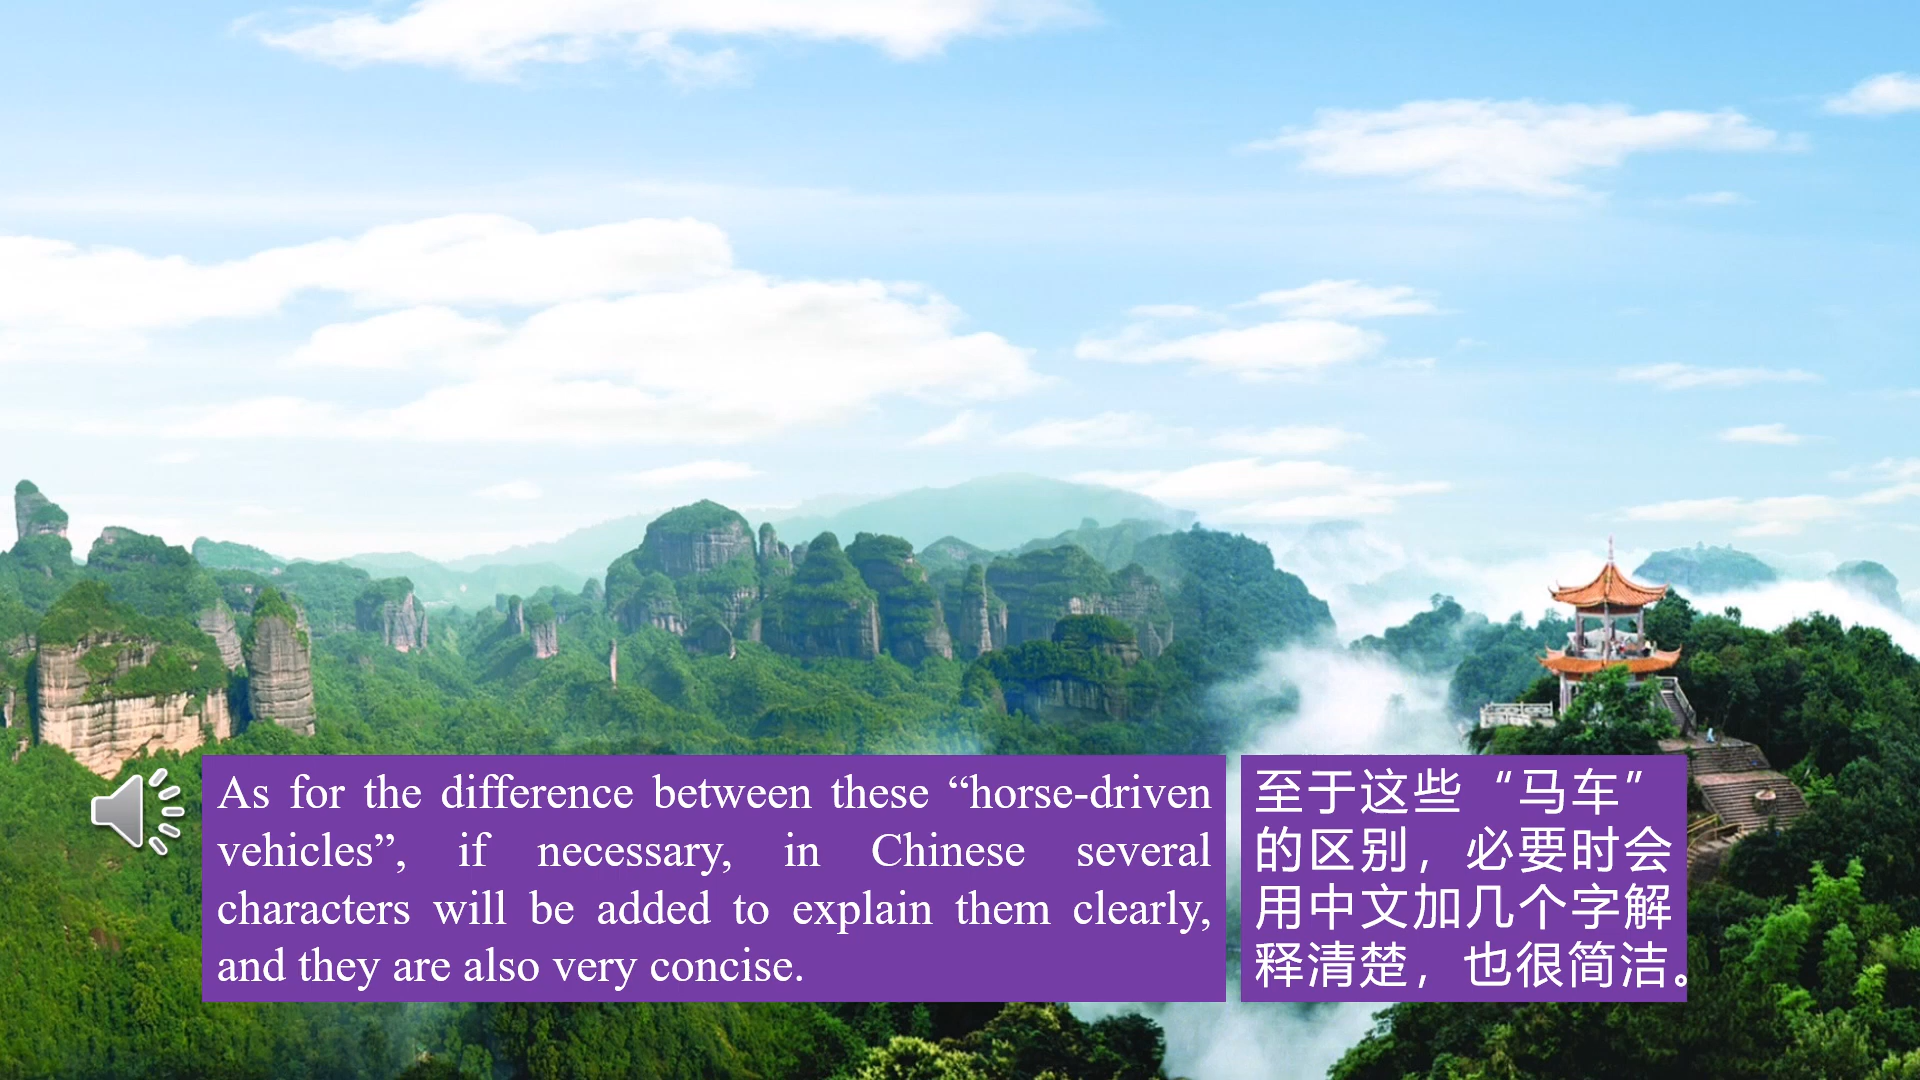 As for the difference between these “horse-driven
vehicles”, if necessary, in Chinese several
characters will be added to explain them clearly,
and they are also very concise.
至于这些“马车”
的区别，必要时会
用中文加几个字解
释清楚，也很简洁。